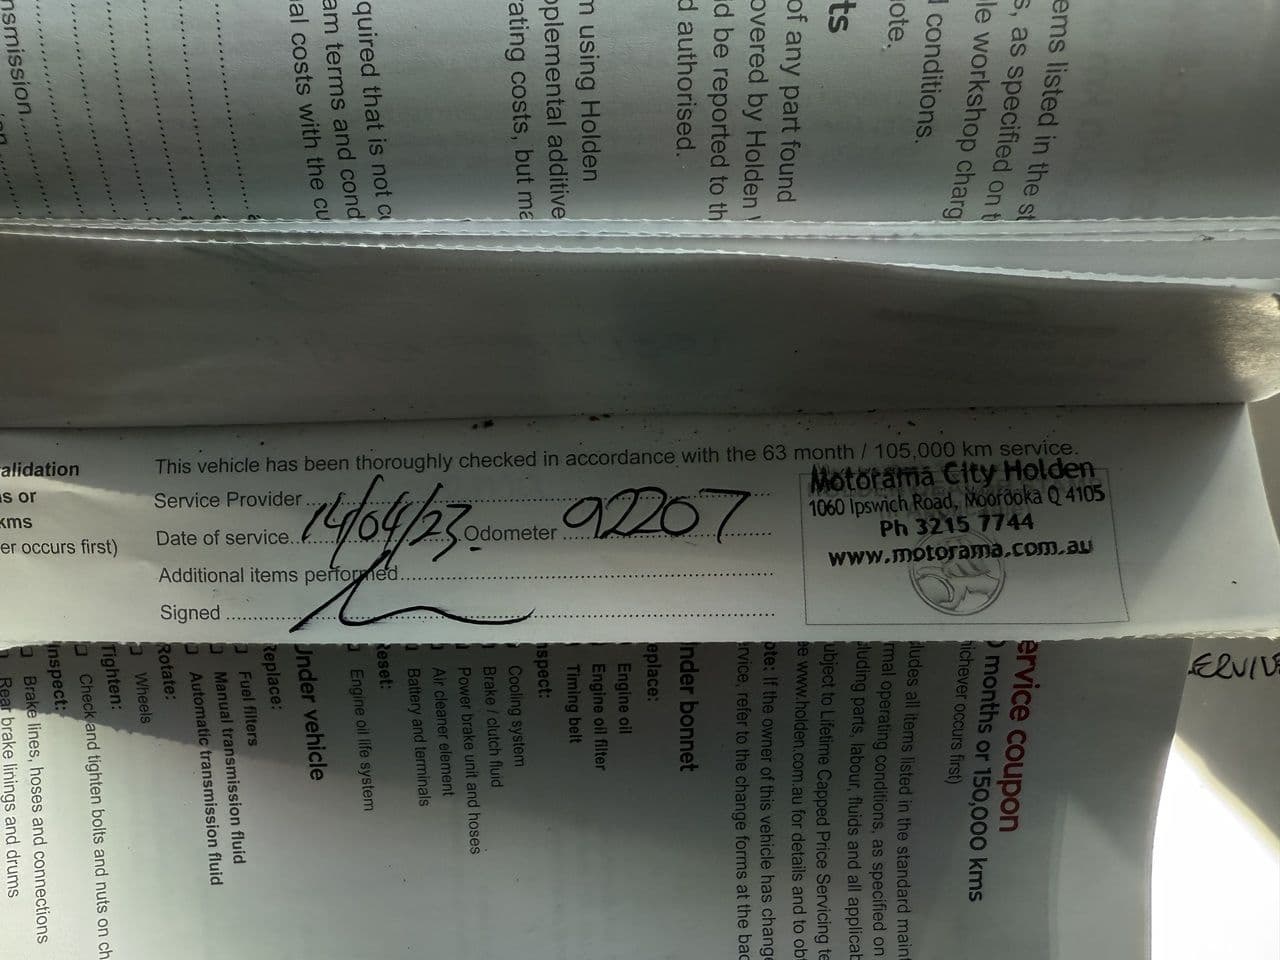 This vehicle has been thoroughly checked in accordance with the 63 month / 105,000 km service.
Service Provider
Date of service 14/04/23 Odometer 92207
Additional items performed
Signed
Motorama City Holden
1060 Ipswich Road, Moorooka Q 4105
Ph 3215 7744
www.motorama.com.au
alidation
s or
kms
er occurs first)
ems listed in the s
s, as specified on t
le workshop charg
conditions.
ote.
ts
of any part found
overed by Holden
d be reported to th
d authorised.
m using Holden
pplemental additive
rating costs, but ma
quired that is not c
am terms and cond
al costs with the cu
nsmission
ervice coupon
months or 150,000 kms
hichever occurs first)
ludes all items listed in the standard maint
rmal operating conditions, as specified on
luding parts, labour, fluids and all applicat
ubject to Lifetime Capped Price Servicing te
ee www.holden.com.au for details and to ob
ote: If the owner of this vehicle has change
rvice, refer to the change forms at the bac
nder bonnet
eplace:
Engine oil
Engine oil filter
Timing belt
nspect:
Cooling system
Brake / clutch fluid
Power brake unit and hoses
Air cleaner element
Battery and terminals
Reset:
Engine oil life system
Under vehicle
Replace:
Fuel filters
Manual transmission fluid
Automatic transmission fluid
Rotate:
Wheels
Tighten:
Check and tighten bolts and nuts on ch
Inspect:
Brake lines, hoses and connections
Rear brake linings and drums